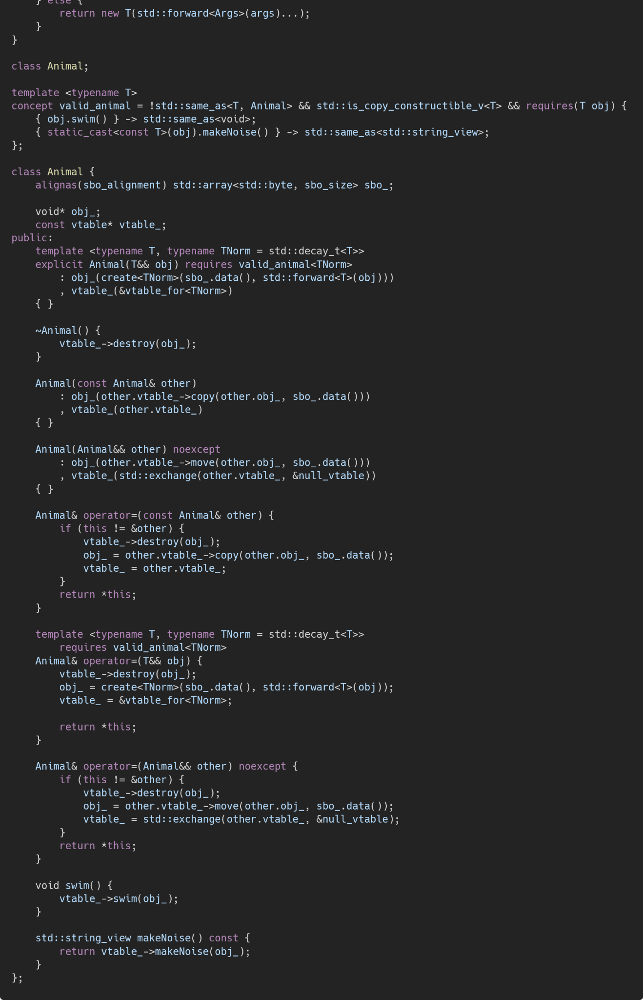 } else {
return new T(std::forward<Args>(args)...);
}
}
class Animal;
template <typename T>
concept valid_animal = !std::same_as<T, Animal> && std::is_copy_constructible_v<T> && requires(T obj) {
{ obj.swim() } -> std::same_as<void>;
{ static_cast<const T>(obj).makeNoise() } -> std::same_as<std::string_view>;
};
class Animal {
alignas(sbo_alignment) std::array<std::byte, sbo_size> sbo_;
void* obj_;
const vtable* vtable_;
public:
template <typename T, typename TNorm = std::decay_t<T>>
explicit Animal(T&& obj) requires valid_animal<TNorm>
: obj_(create<TNorm>(sbo_.data(), std::forward<T>(obj)))
, vtable_(&vtable_for<TNorm>)
{ }
~Animal() {
vtable_->destroy(obj_);
}
Animal(const Animal& other)
: obj_(other.vtable_->copy(other.obj_, sbo_.data()))
, vtable_(other.vtable_)
{ }
Animal(Animal&& other) noexcept
: obj_(other.vtable_->move(other.obj_, sbo_.data()))
, vtable_(std::exchange(other.vtable_, &null_vtable))
{ }
Animal& operator=(const Animal& other) {
if (this != &other) {
vtable_->destroy(obj_);
obj_ = other.vtable_->copy(other.obj_, sbo_.data());
vtable_ = other.vtable_;
}
return *this;
}
template <typename T, typename TNorm = std::decay_t<T>>
requires valid_animal<TNorm>
Animal& operator=(T&& obj) {
vtable_->destroy(obj_);
obj_ = create<TNorm>(sbo_.data(), std::forward<T>(obj));
vtable_ = &vtable_for<TNorm>;
return *this;
}
Animal& operator=(Animal&& other) noexcept {
if (this != &other) {
vtable_->destroy(obj_);
obj_ = other.vtable_->move(other.obj_, sbo_.data());
vtable_ = std::exchange(other.vtable_, &null_vtable);
}
return *this;
}
void swim() {
vtable_->swim(obj_);
}
std::string_view makeNoise() const {
return vtable_->makeNoise(obj_);
}
};